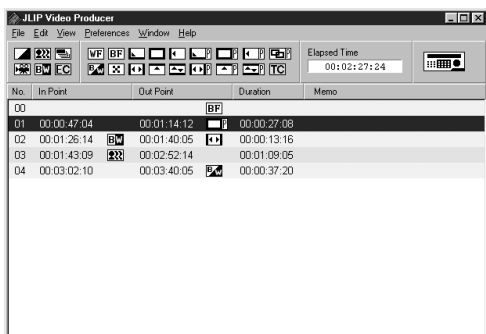 JLIP Video Producer
File Edit View Preferences Window Help
WF BF P P P P
BW EC B/W P P P TC
Elapsed Time
00:02:27:24
No. In Point Out Point Duration Memo
00 BF
01 00:00:47:04 00:01:14:12 P 00:00:27:08
02 00:01:26:14 BW 00:01:40:05 00:00:13:16
03 00:01:43:09 00:02:52:14 00:01:09:05
04 00:03:02:10 00:03:40:05 B/W 00:00:37:20